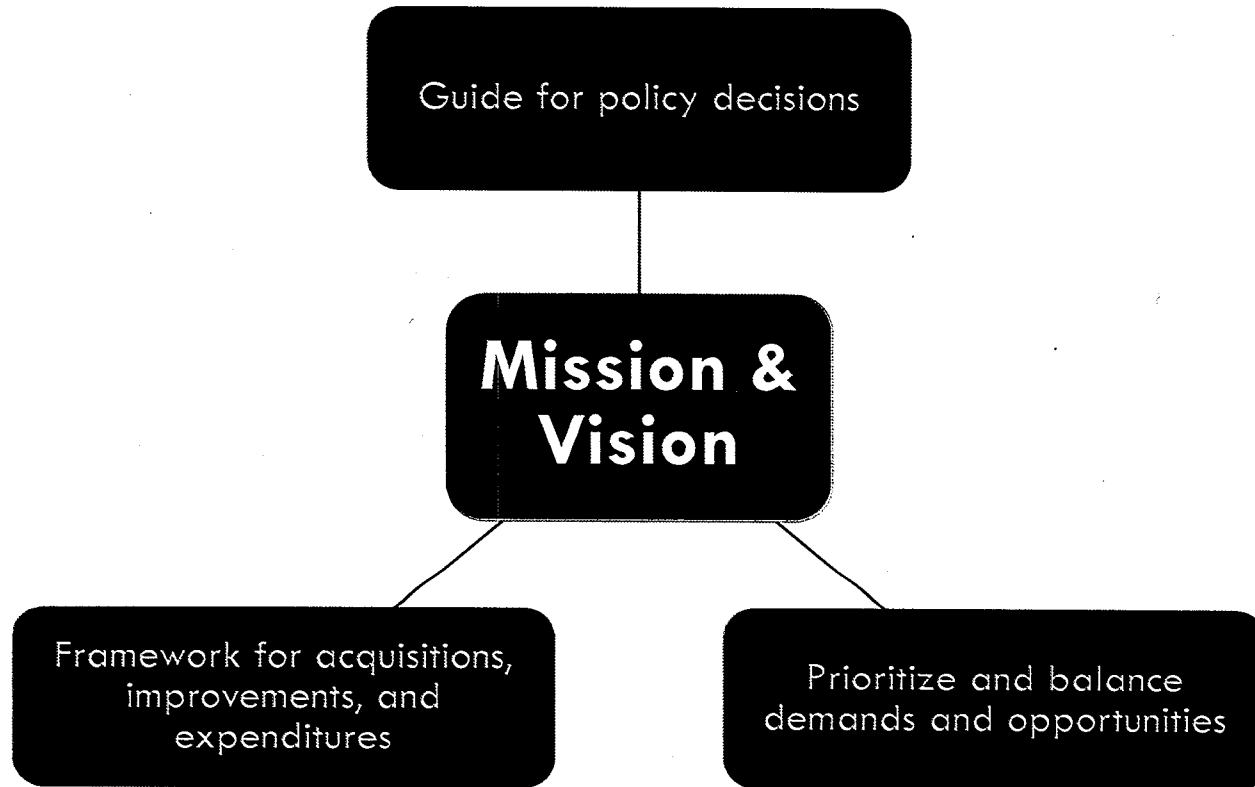 Guide for policy decisions
Mission &
Vision
Framework for acquisitions,
improvements, and
expenditures
Prioritize and balance
demands and opportunities